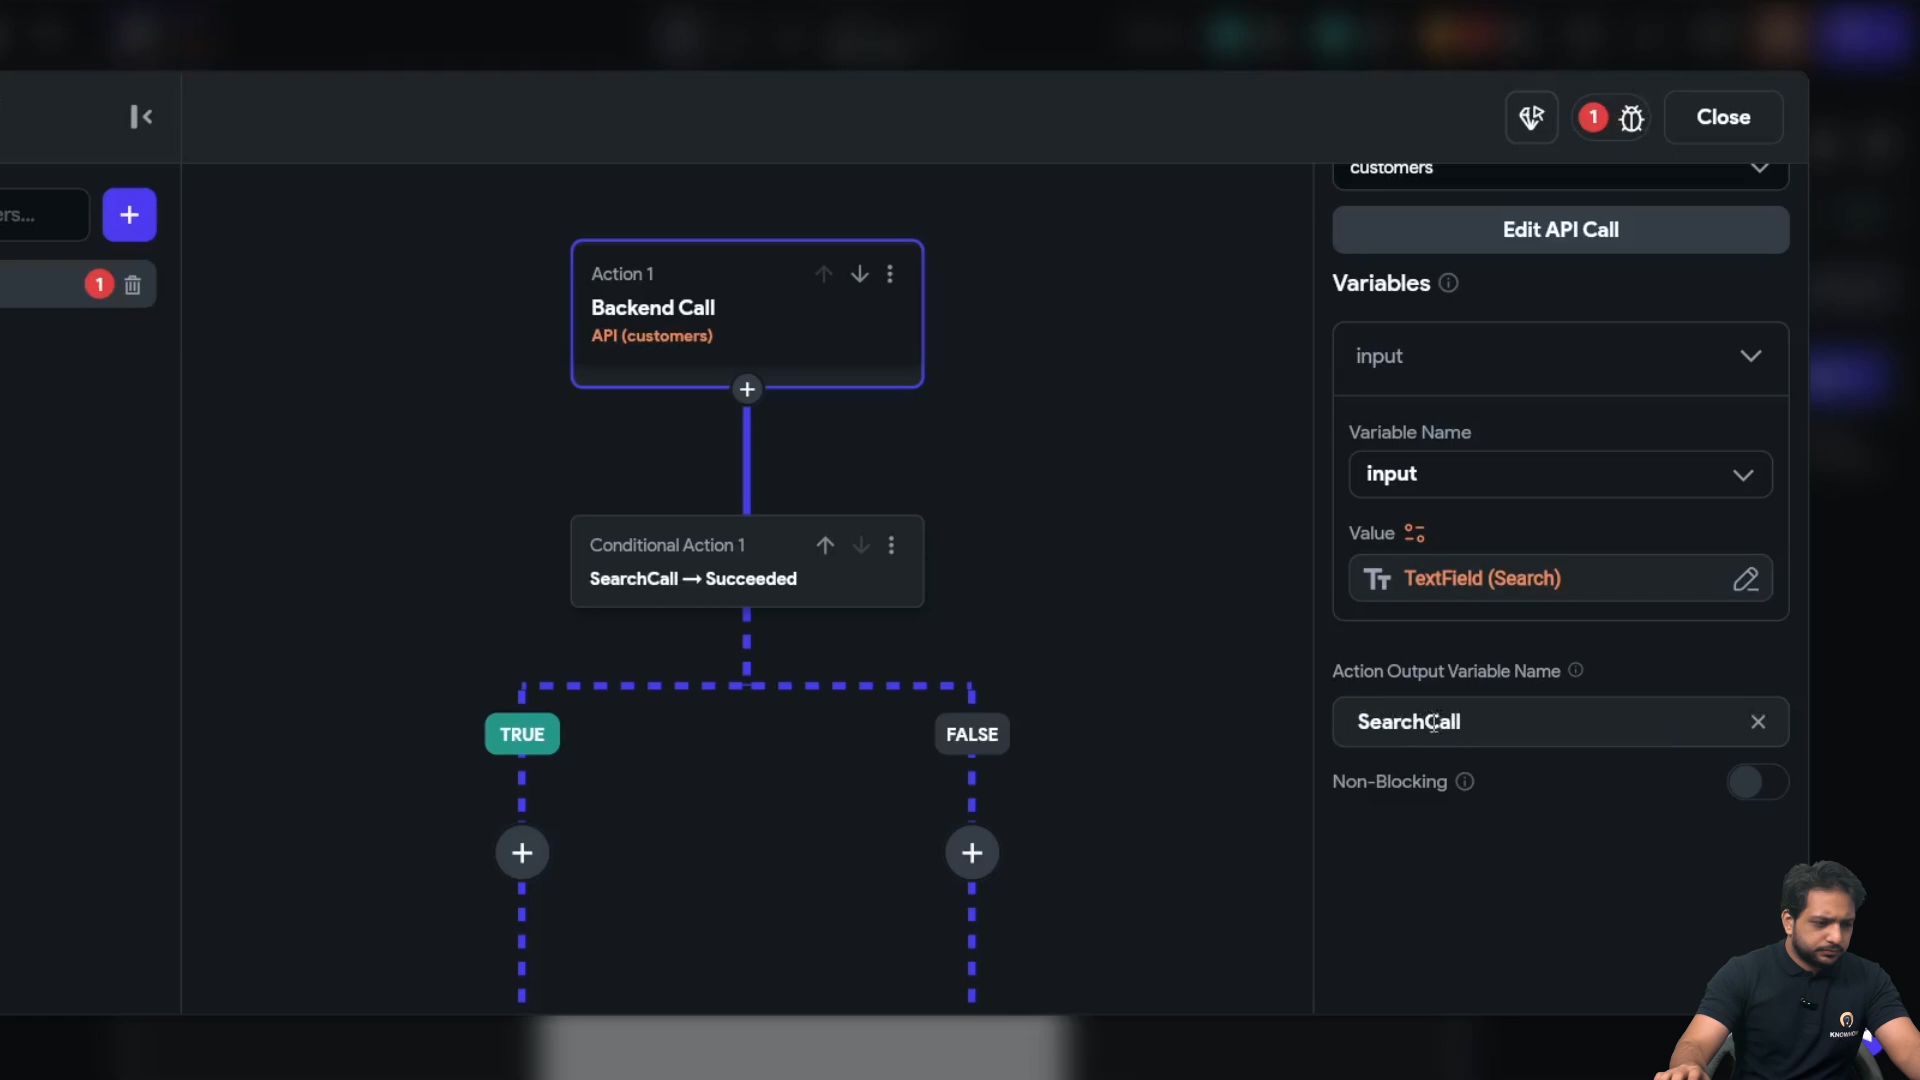 1
Close
customers
ers...
+
Edit API Call
1
Action 1
Backend Call
API (customers)
Variables
input
Variable Name
input
Value
TextField (Search)
Conditional Action 1
SearchCall → Succeeded
Action Output Variable Name
SearchCall
TRUE
FALSE
Non-Blocking